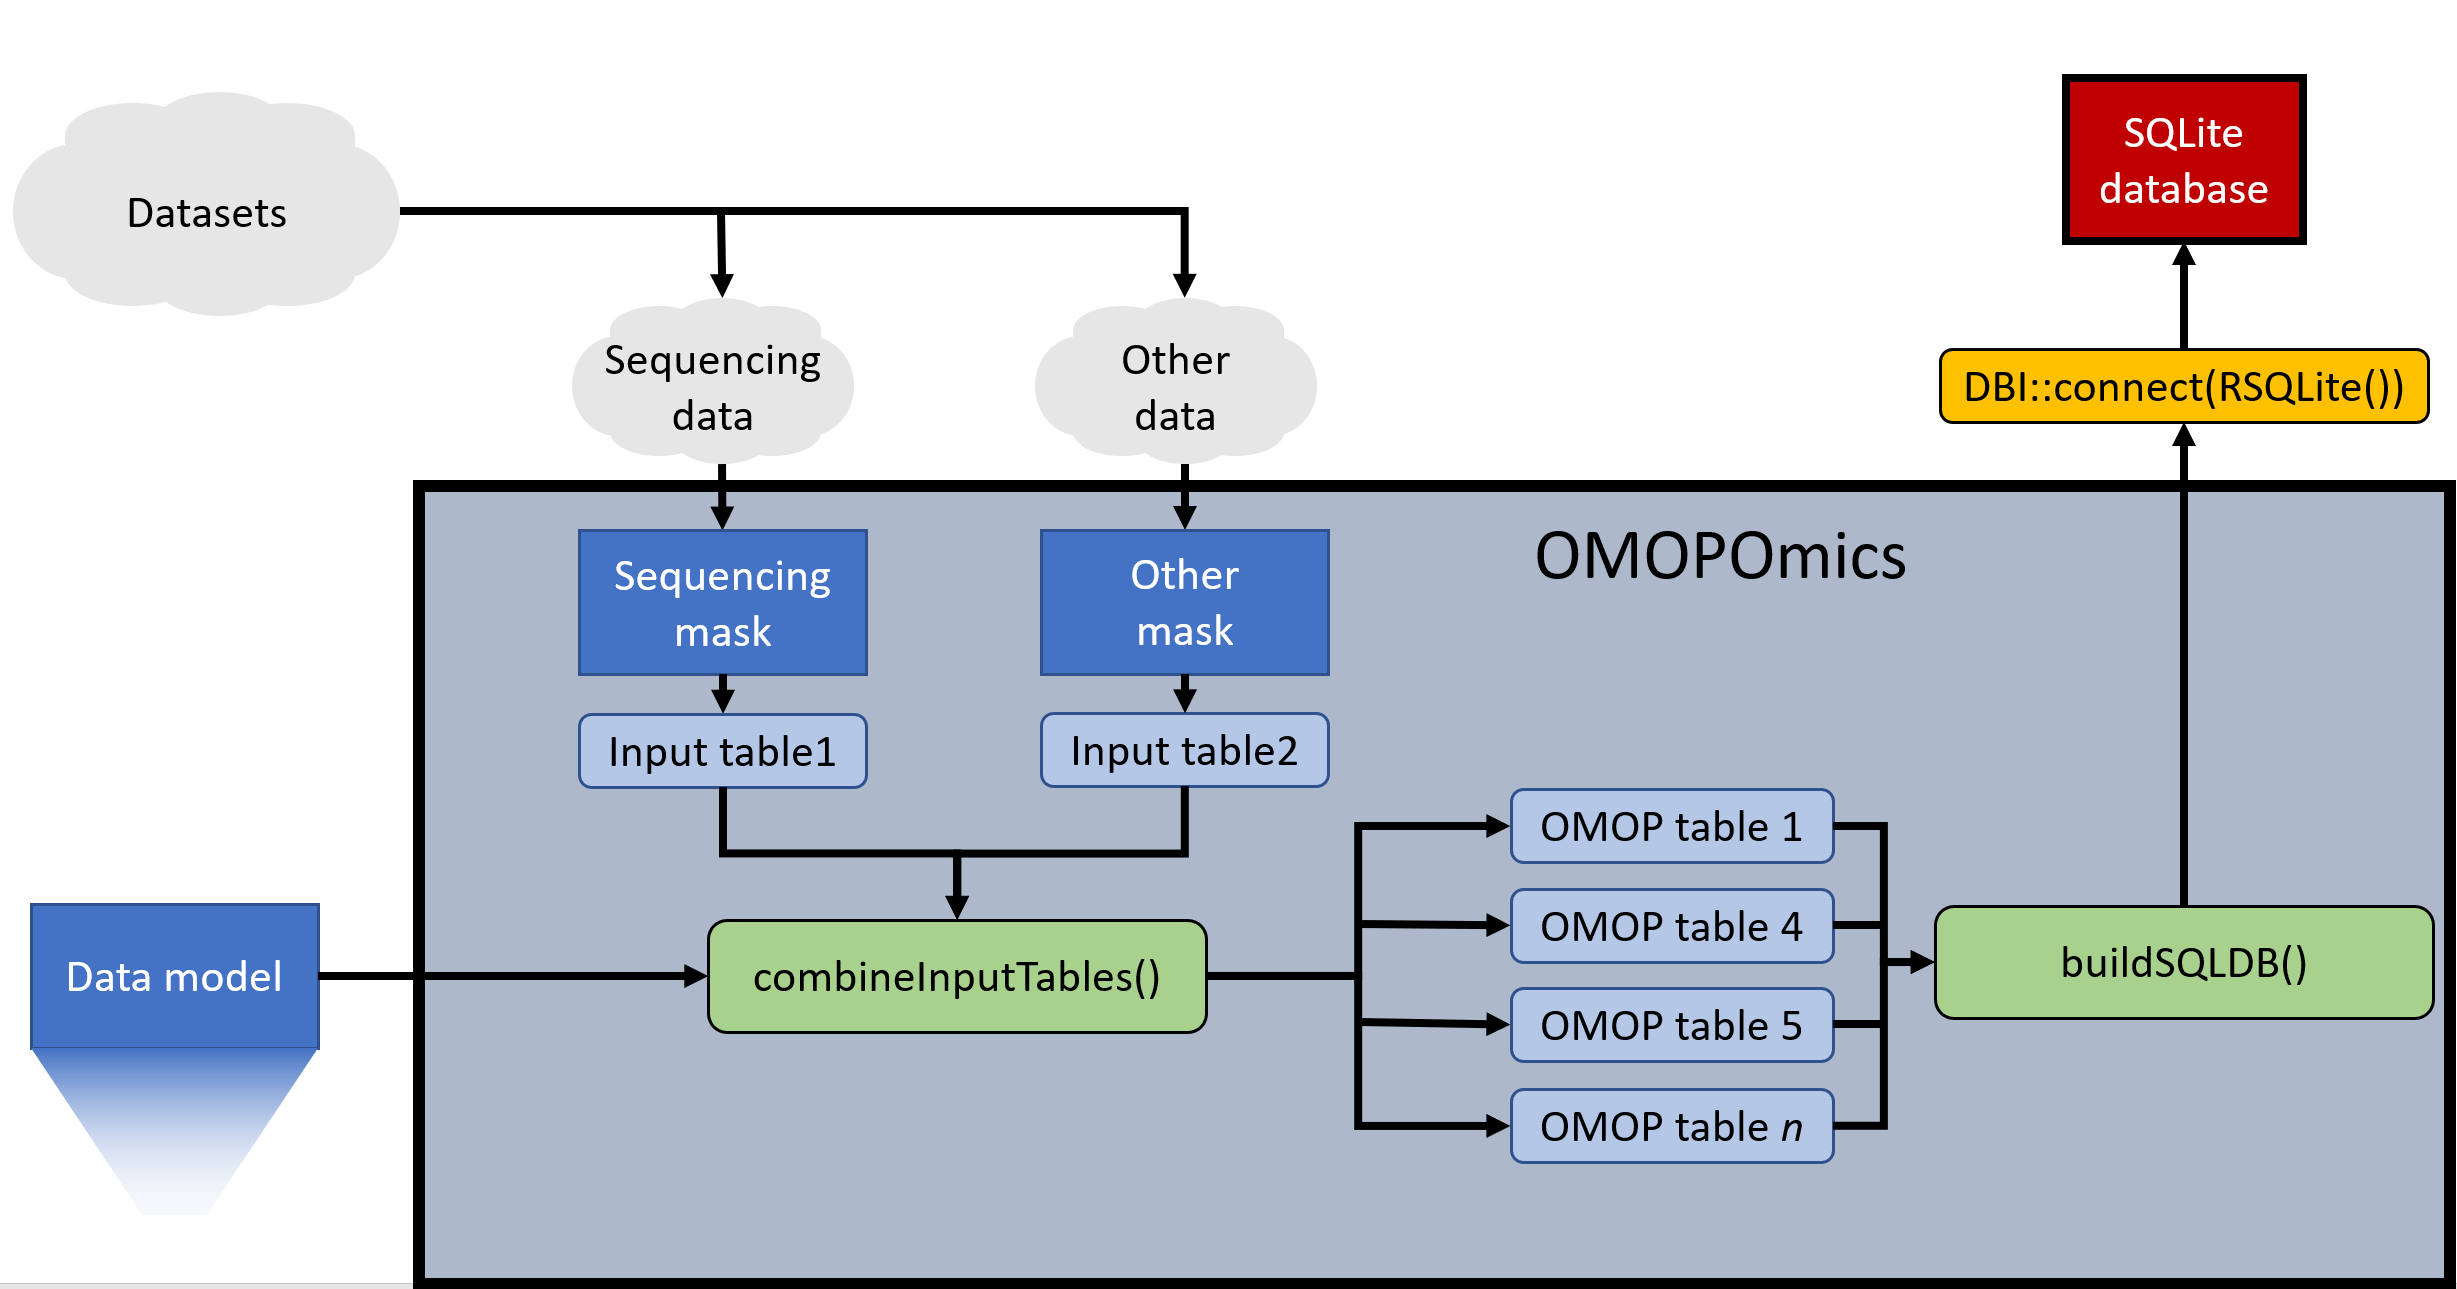 Datasets
SQLite
database
Sequencing
data
Other
data
DBI::connect(RSQLite())
OMOPOmics
Sequencing
mask
Other
mask
Input table1
Input table2
OMOP table 1
OMOP table 4
OMOP table 5
OMOP table n
Data model
combineInputTables()
buildSQLDB()